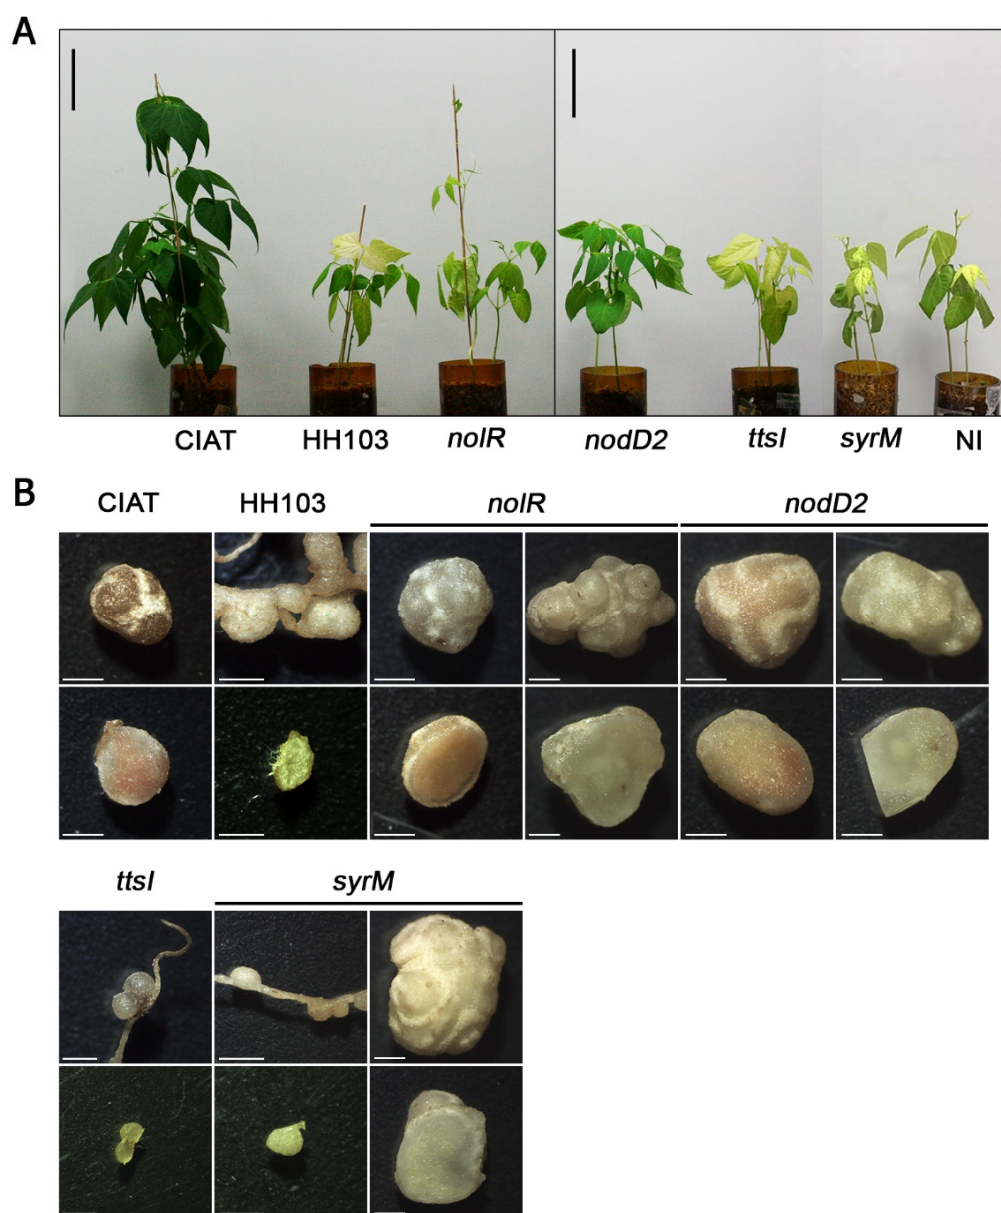 A
CIAT HH103 nolR nodD2 ttsI syrM NI
B
CIAT HH103 nolR nodD2
ttsI syrM